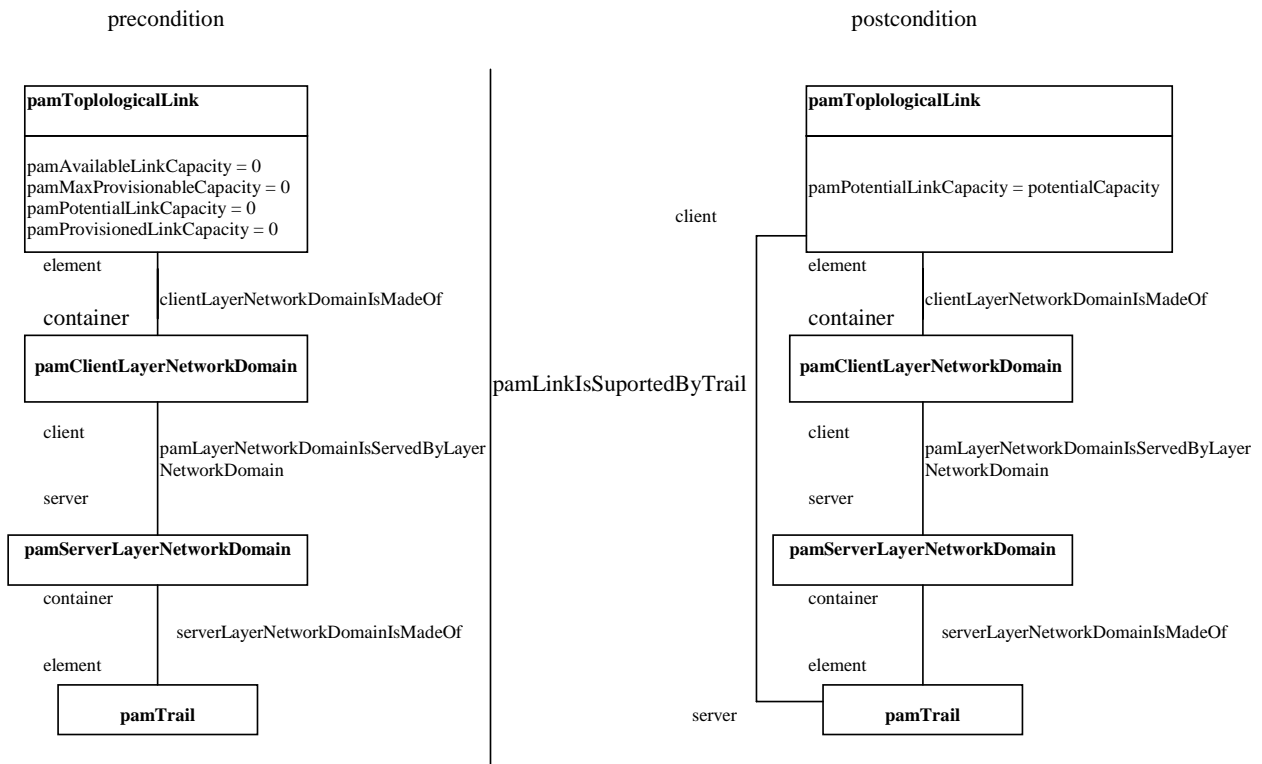 precondition
postcondition
pamToplologicalLink
pamAvailableLinkCapacity = 0
pamMaxProvisionableCapacity = 0
pamPotentialLinkCapacity = 0
pamProvisionedLinkCapacity = 0
element
clientLayerNetworkDomainIsMadeOf
container
pamClientLayerNetworkDomain
client
pamLayerNetworkDomainIsServedByLayer
NetworkDomain
server
pamServerLayerNetworkDomain
container
serverLayerNetworkDomainIsMadeOf
element
pamTrail
pamToplologicalLink
pamPotentialLinkCapacity = potentialCapacity
client
element
clientLayerNetworkDomainIsMadeOf
container
pamLinkIsSuportedByTrail
pamClientLayerNetworkDomain
client
pamLayerNetworkDomainIsServedByLayer
NetworkDomain
server
pamServerLayerNetworkDomain
container
serverLayerNetworkDomainIsMadeOf
element
server
pamTrail